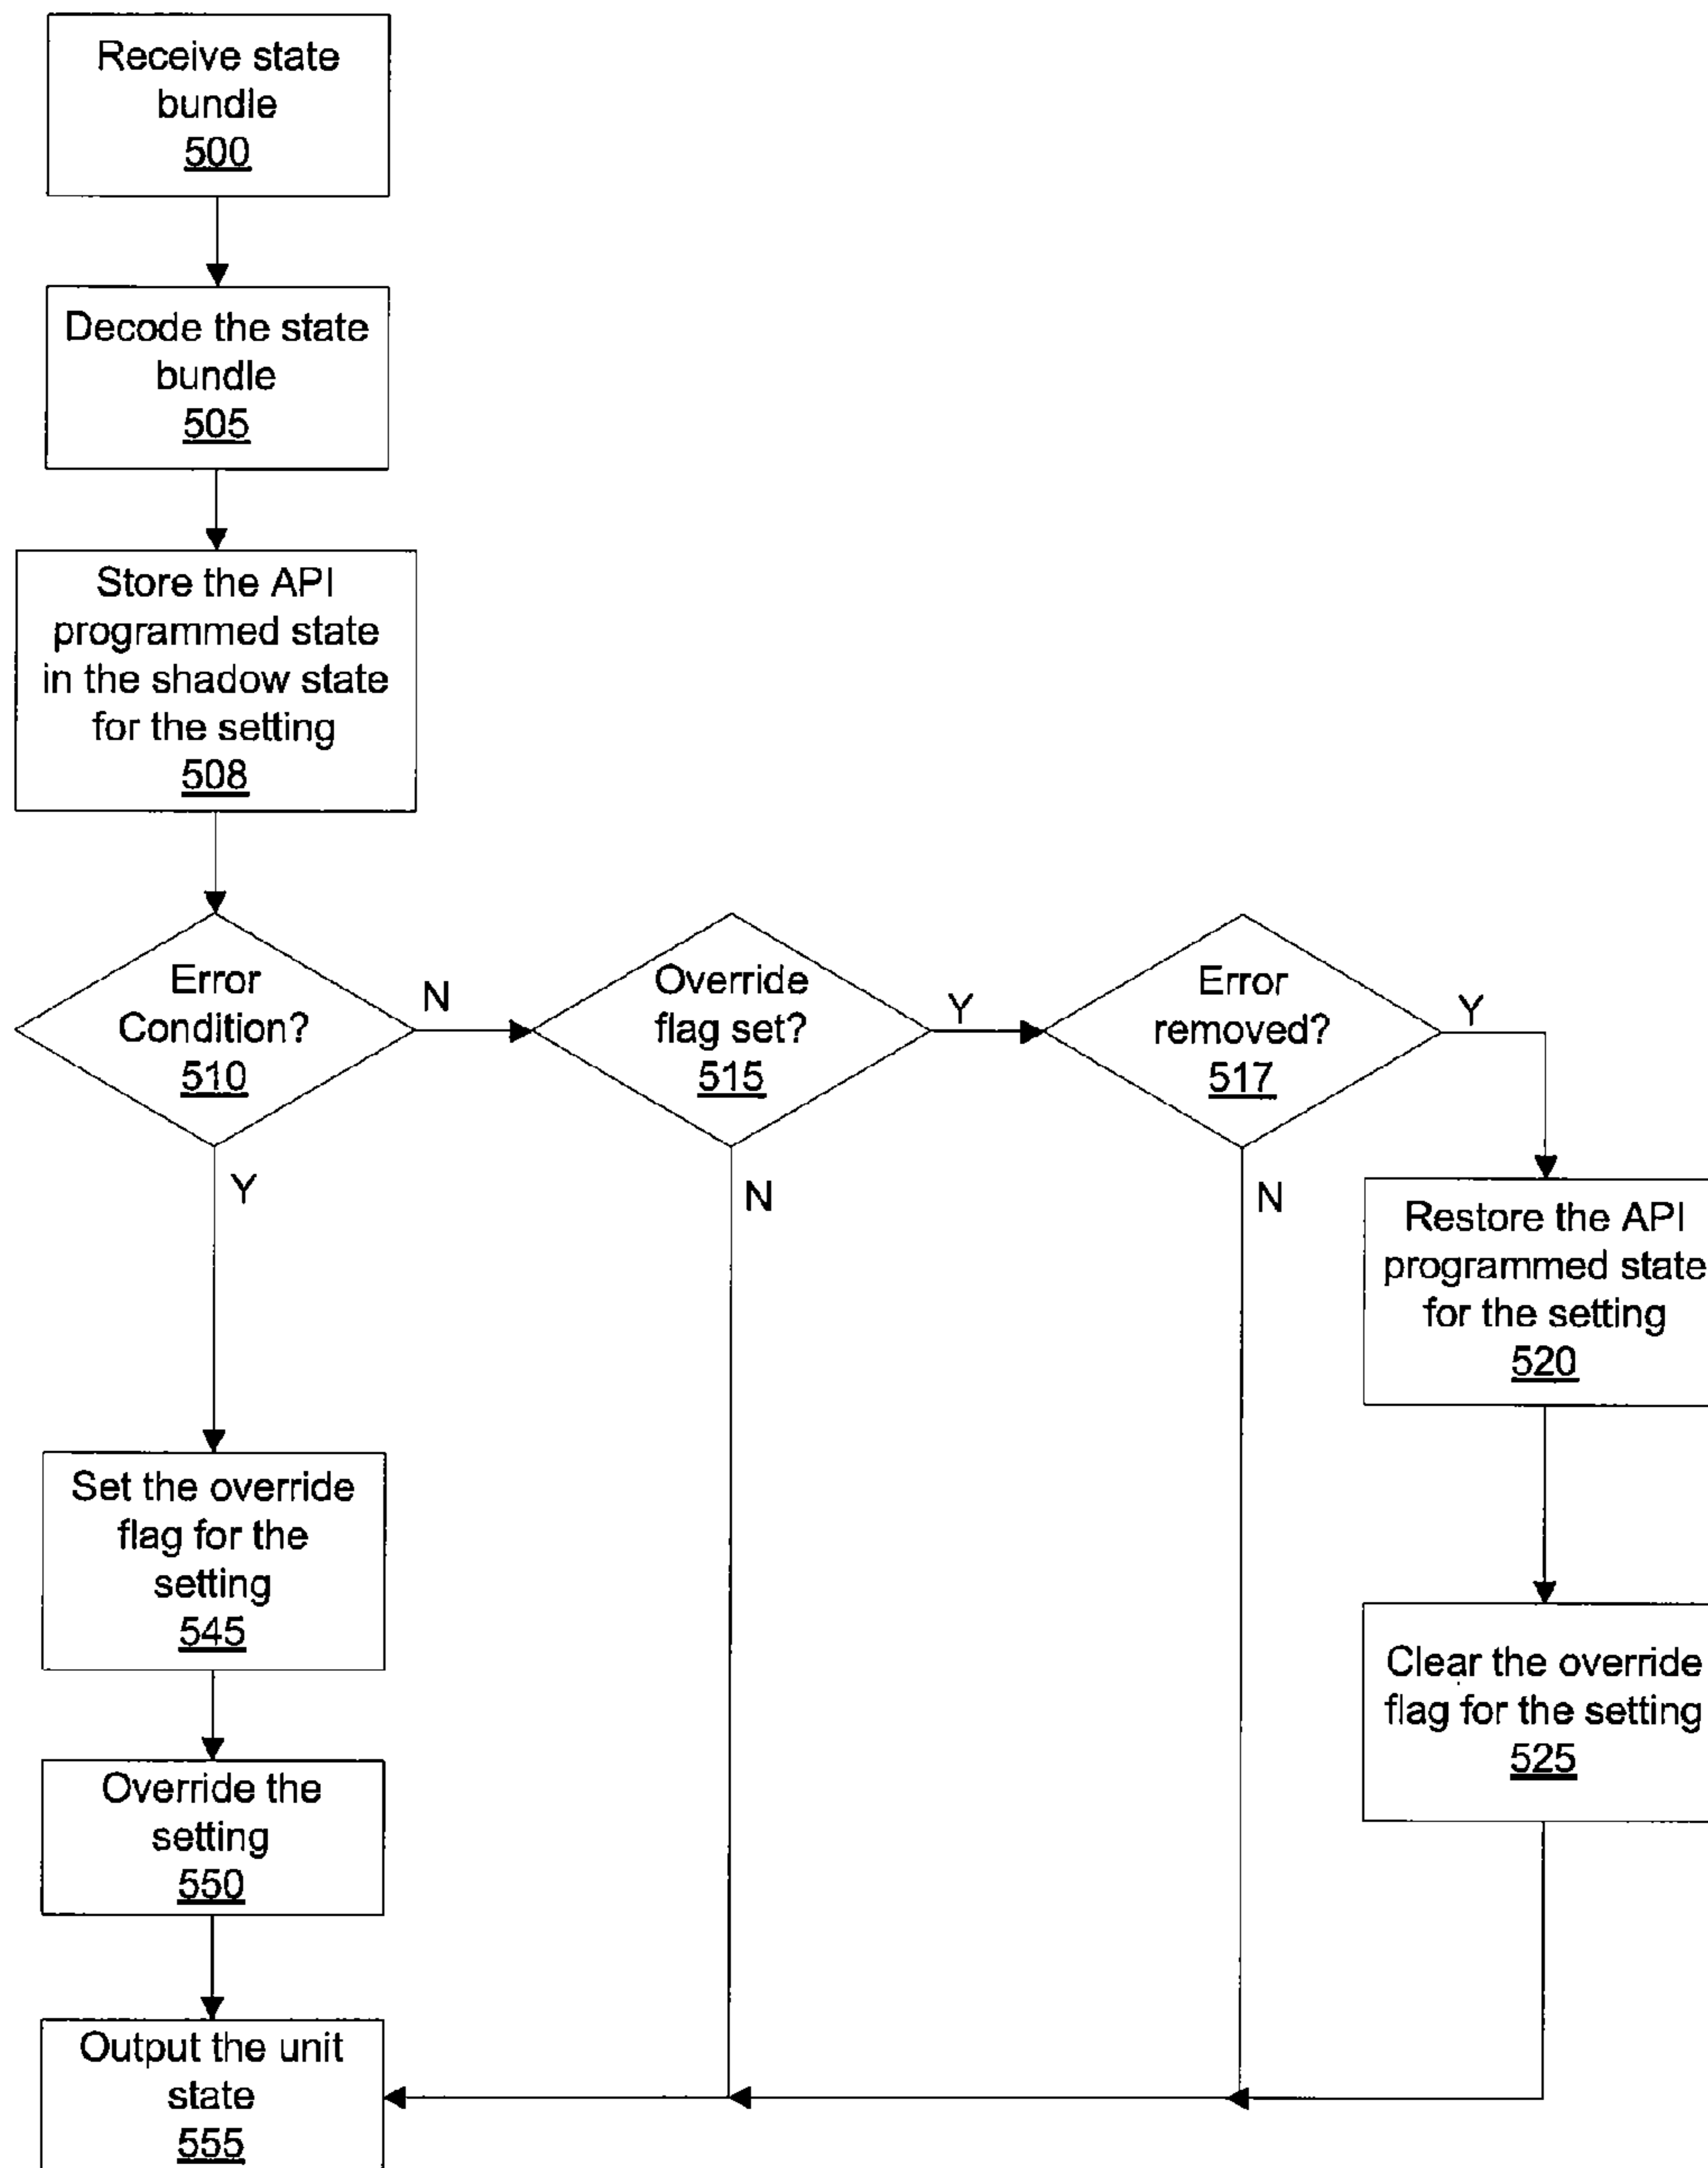 Receive state
bundle
500
Decode the state
bundle
505
Store the API
programmed state
in the shadow state
for the setting
508
Error
Condition?
510
N
Override
flag set?
515
Y
Error
removed?
517
Y
Y
N
N
Restore the API
programmed state
for the setting
520
Set the override
flag for the
setting
545
Clear the override
flag for the setting
525
Override the
setting
550
Output the unit
state
555